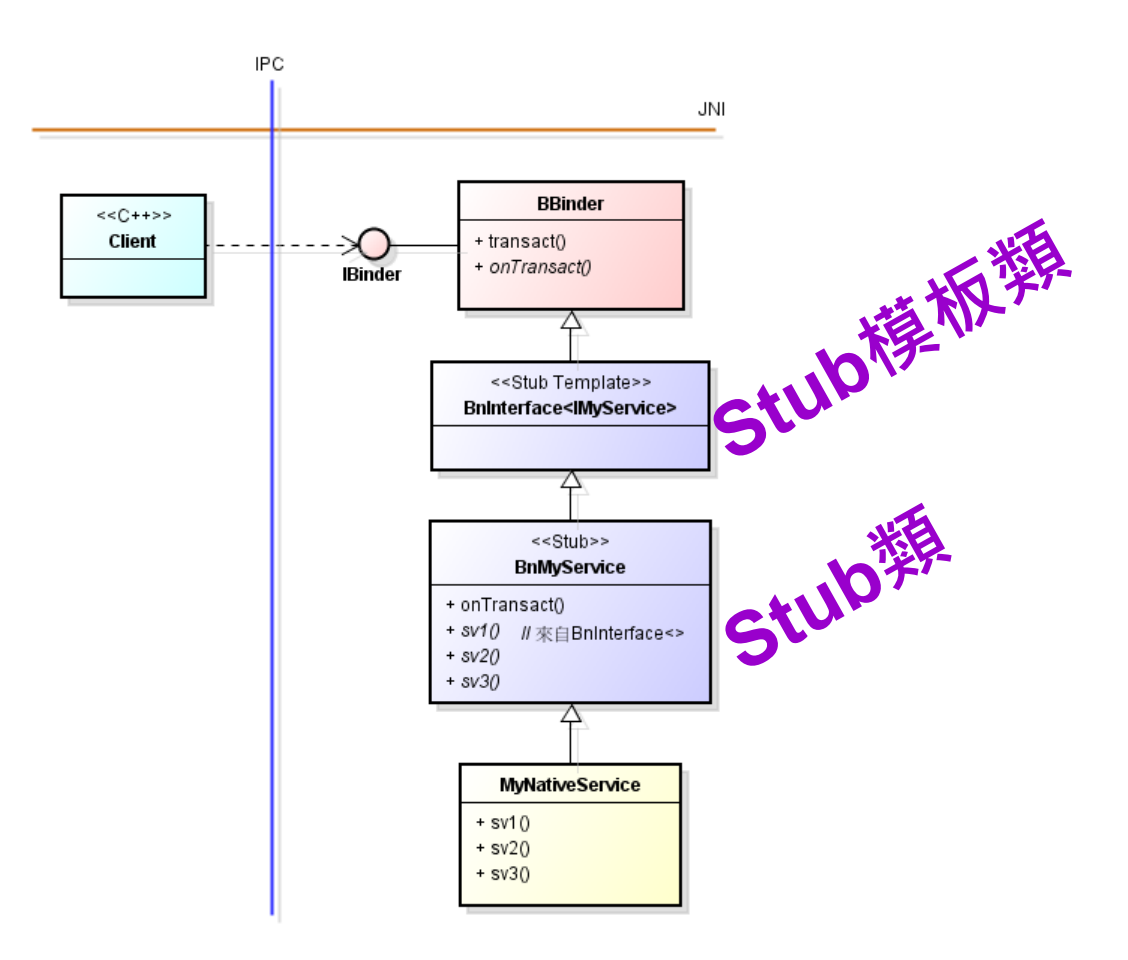 IPC
JNI
<<C++>>
Client
IBinder
BBinder
+ transact()
+ onTransact()
<<Stub Template>>
BnInterface<IMyService>
Stub模板類
<<Stub>>
BnMyService
+ onTransact()
+ sv1() // 來自BnInterface<>
+ sv2()
+ sv3()
Stub類
MyNativeService
+ sv1()
+ sv2()
+ sv3()